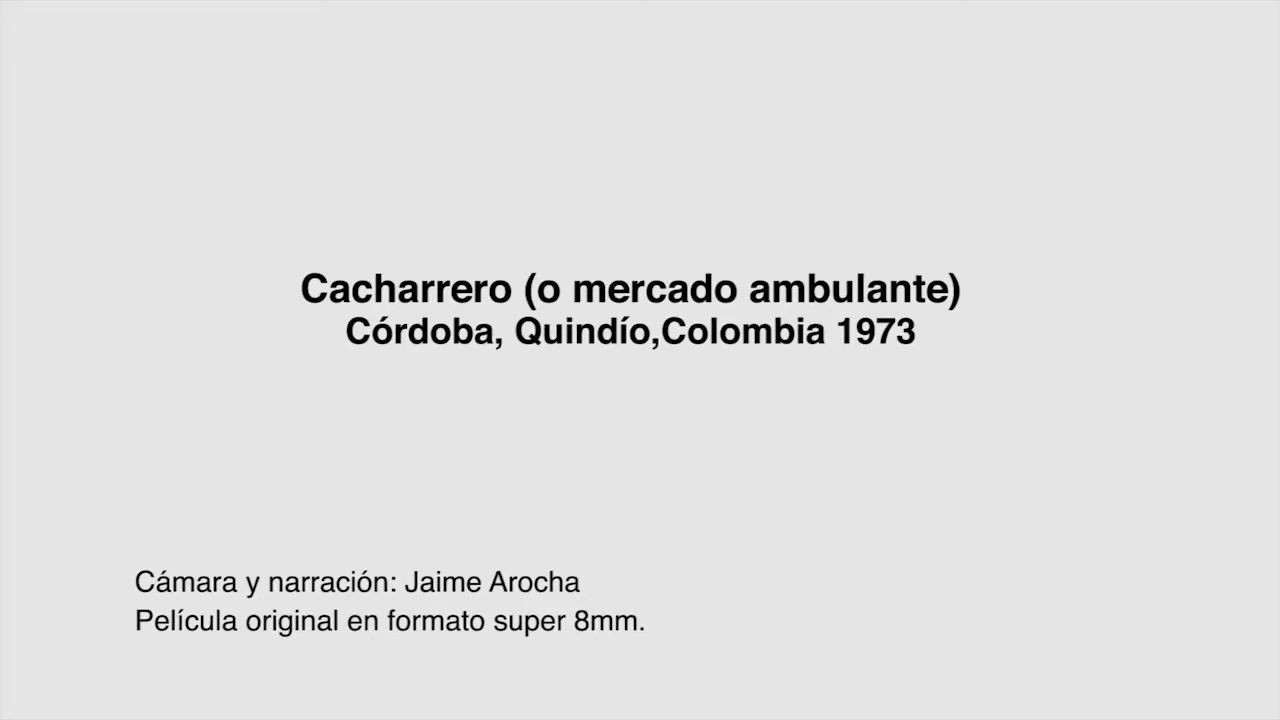 Cacharrero (o mercado ambulante)
Córdoba, Quindío,Colombia 1973
Cámara y narración: Jaime Arocha
Película original en formato super 8mm.